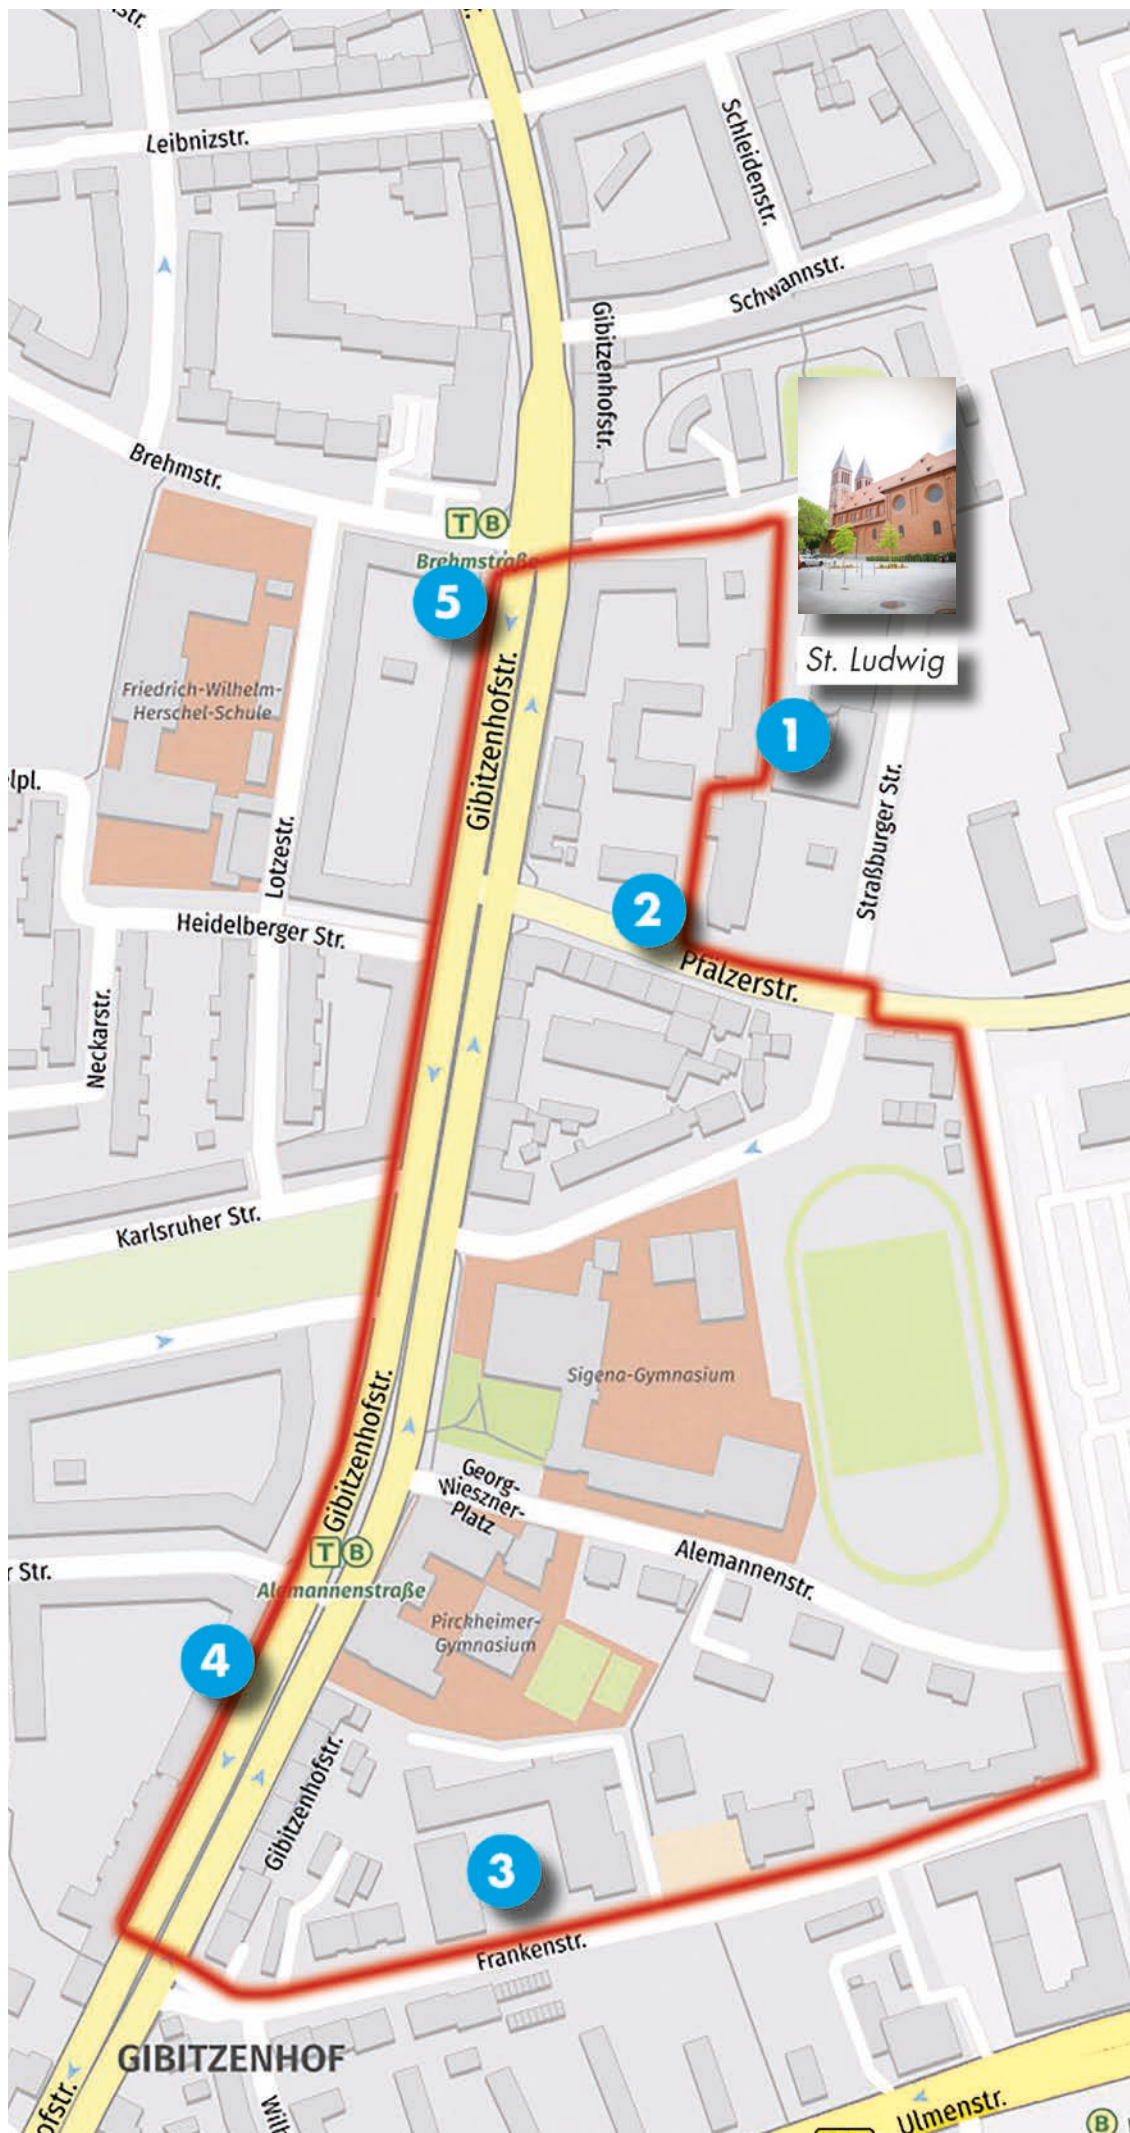 Leibnizstr.
Schleidenstr.
Schwannstr.
Gibitzenhofstr.
Brehmstr.
T B
Brehmstraße
5
St. Ludwig
Friedrich-Wilhelm-
Herschel-Schule
Gibitzenhofstr.
1
Lotzestr.
Straßburger Str.
2
Heidelberger Str.
Pfälzerstr.
Neckarstr.
Karlsruher Str.
Sigena-Gymnasium
Gibitzenhofstr.
Georg-
Wieszner-
Platz
T B
Alemannenstraße
Alemannenstr.
r Str.
Pirckheimer-
Gymnasium
4
Gibitzenhofstr.
3
Frankenstr.
GIBITZENHOF
Ulmenstr.
B